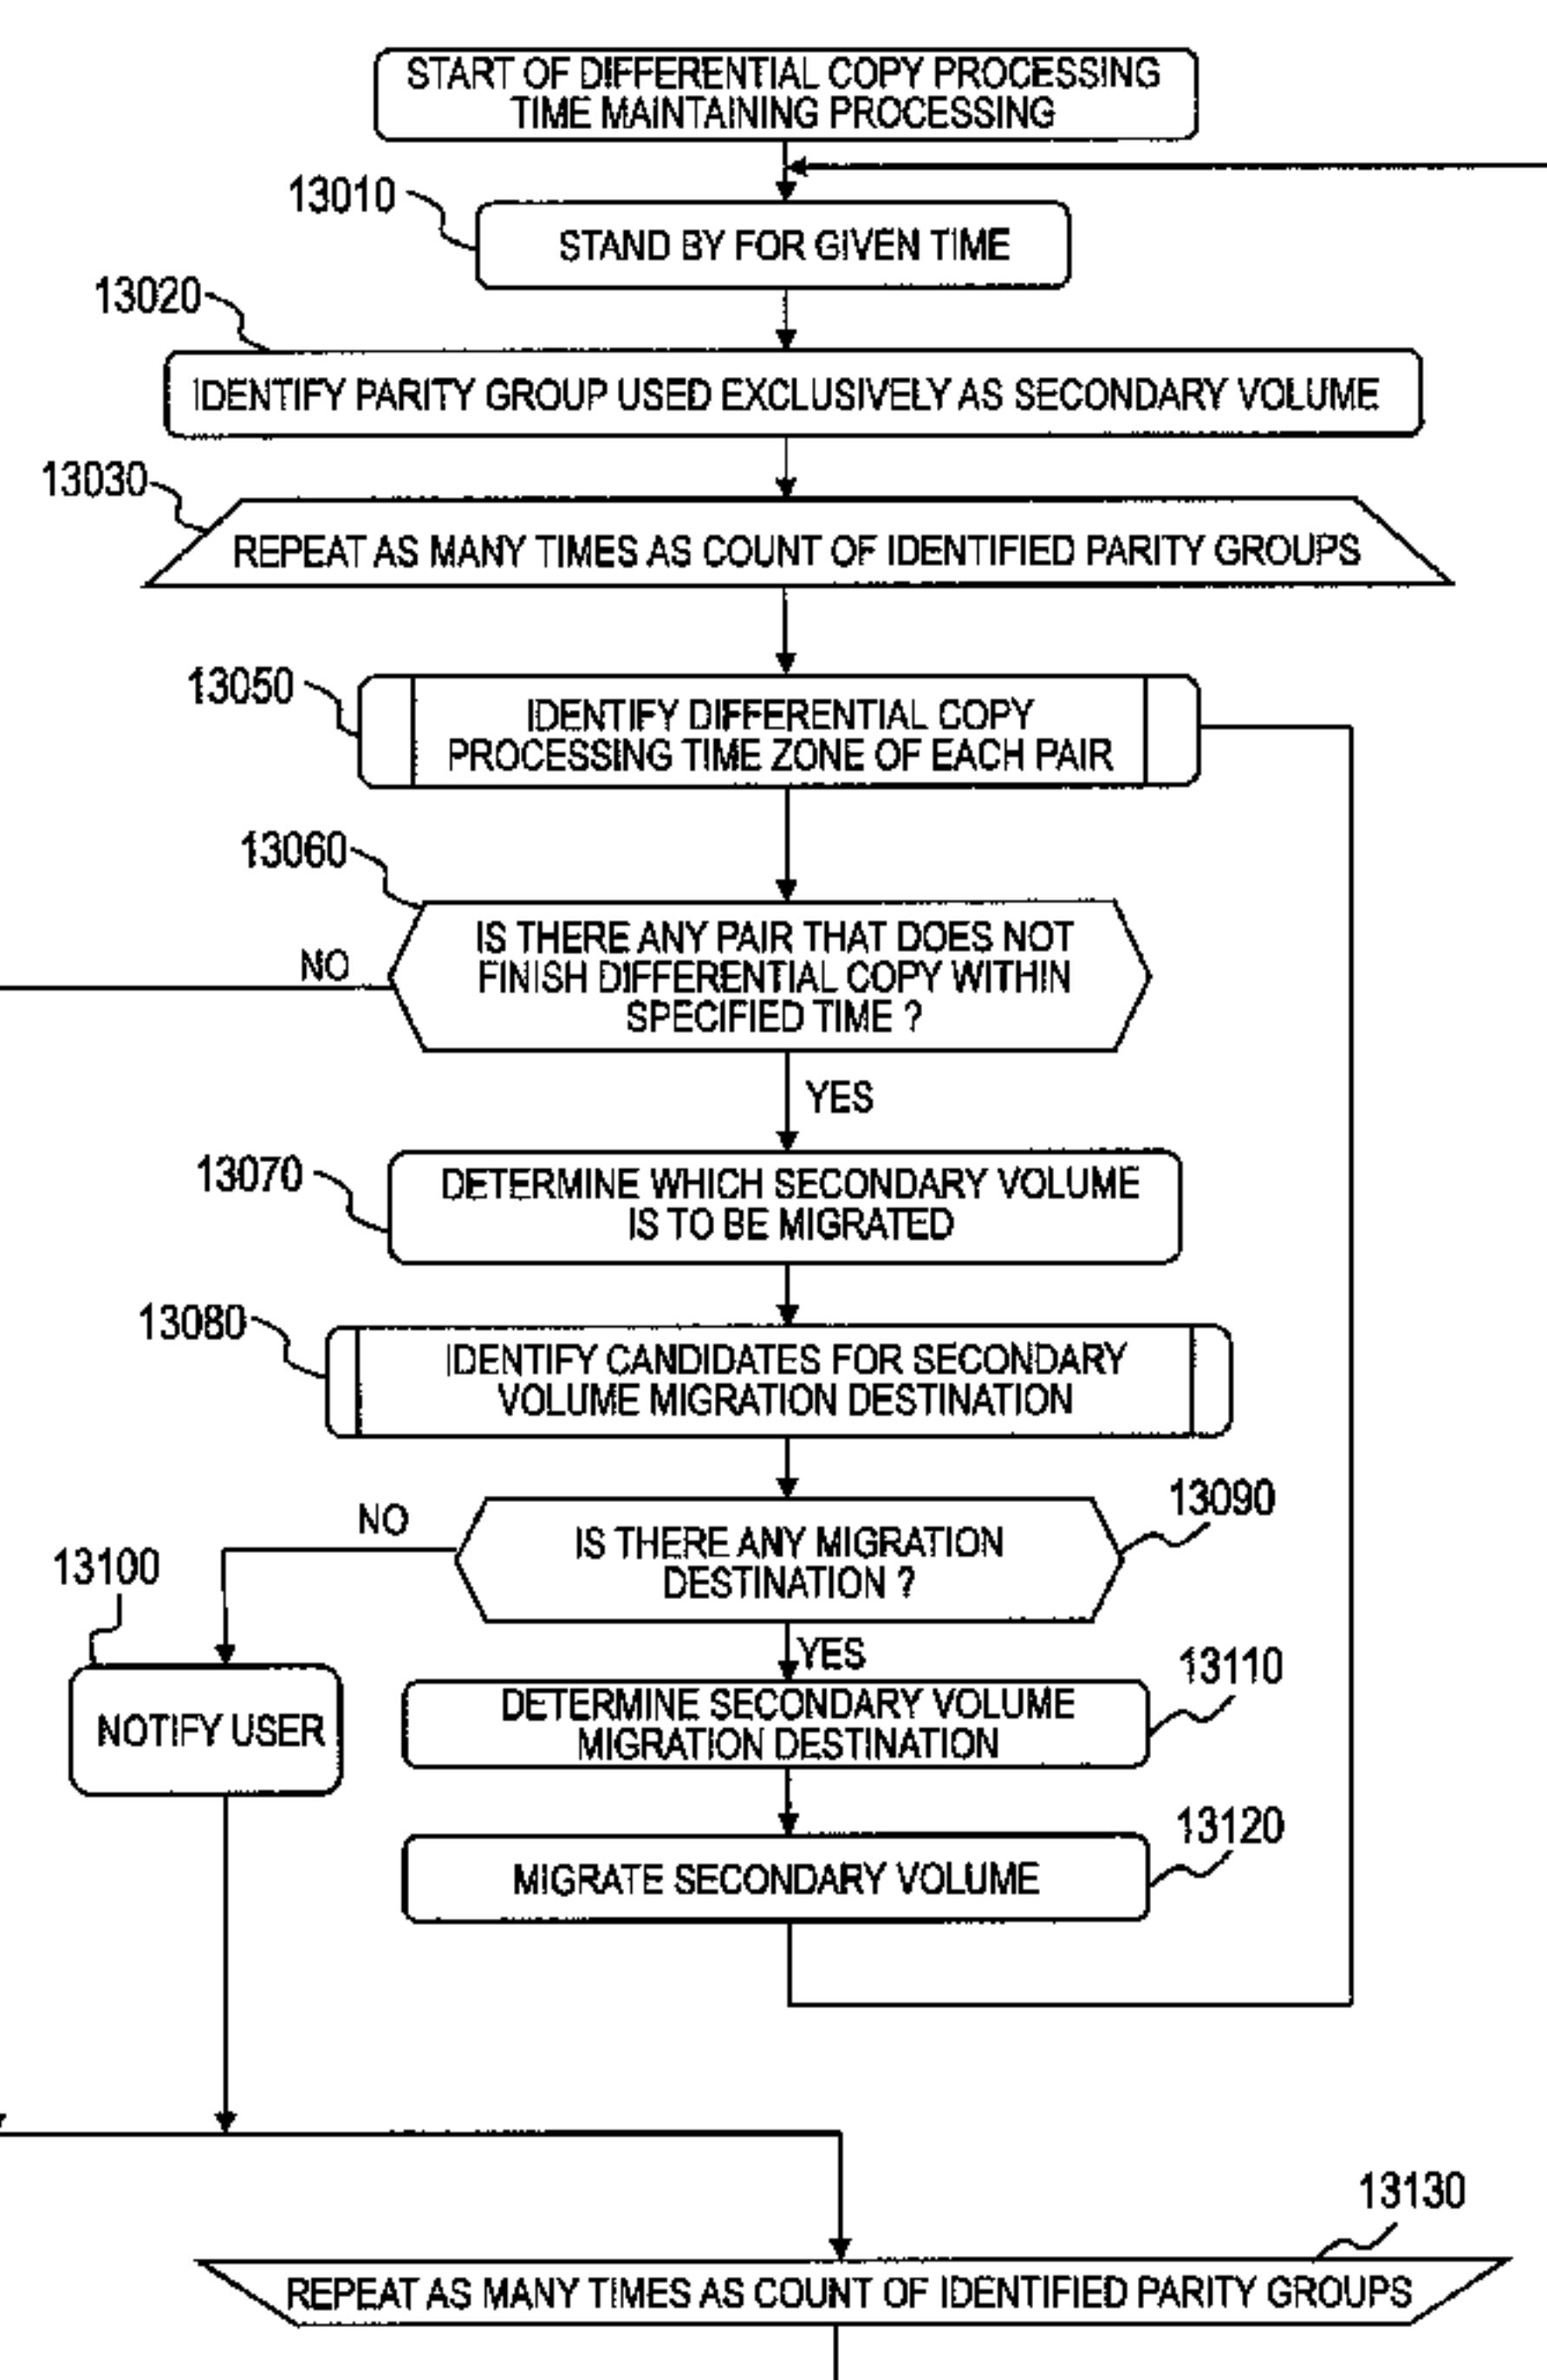 START OF DIFFERENTIAL COPY PROCESSING
TIME MAINTAINING PROCESSING
13010
STAND BY FOR GIVEN TIME
13020
IDENTIFY PARITY GROUP USED EXCLUSIVELY AS SECONDARY VOLUME
13030
REPEAT AS MANY TIMES AS COUNT OF IDENTIFIED PARITY GROUPS
13050
IDENTIFY DIFFERENTIAL COPY
PROCESSING TIME ZONE OF EACH PAIR
13060
IS THERE ANY PAIR THAT DOES NOT
FINISH DIFFERENTIAL COPY WITHIN
SPECIFIED TIME ?
NO
YES
13070
DETERMINE WHICH SECONDARY VOLUME
IS TO BE MIGRATED
13080
IDENTIFY CANDIDATES FOR SECONDARY
VOLUME MIGRATION DESTINATION
13090
IS THERE ANY MIGRATION
DESTINATION ?
NO
13100
NOTIFY USER
YES
13110
DETERMINE SECONDARY VOLUME
MIGRATION DESTINATION
13120
MIGRATE SECONDARY VOLUME
13130
REPEAT AS MANY TIMES AS COUNT OF IDENTIFIED PARITY GROUPS